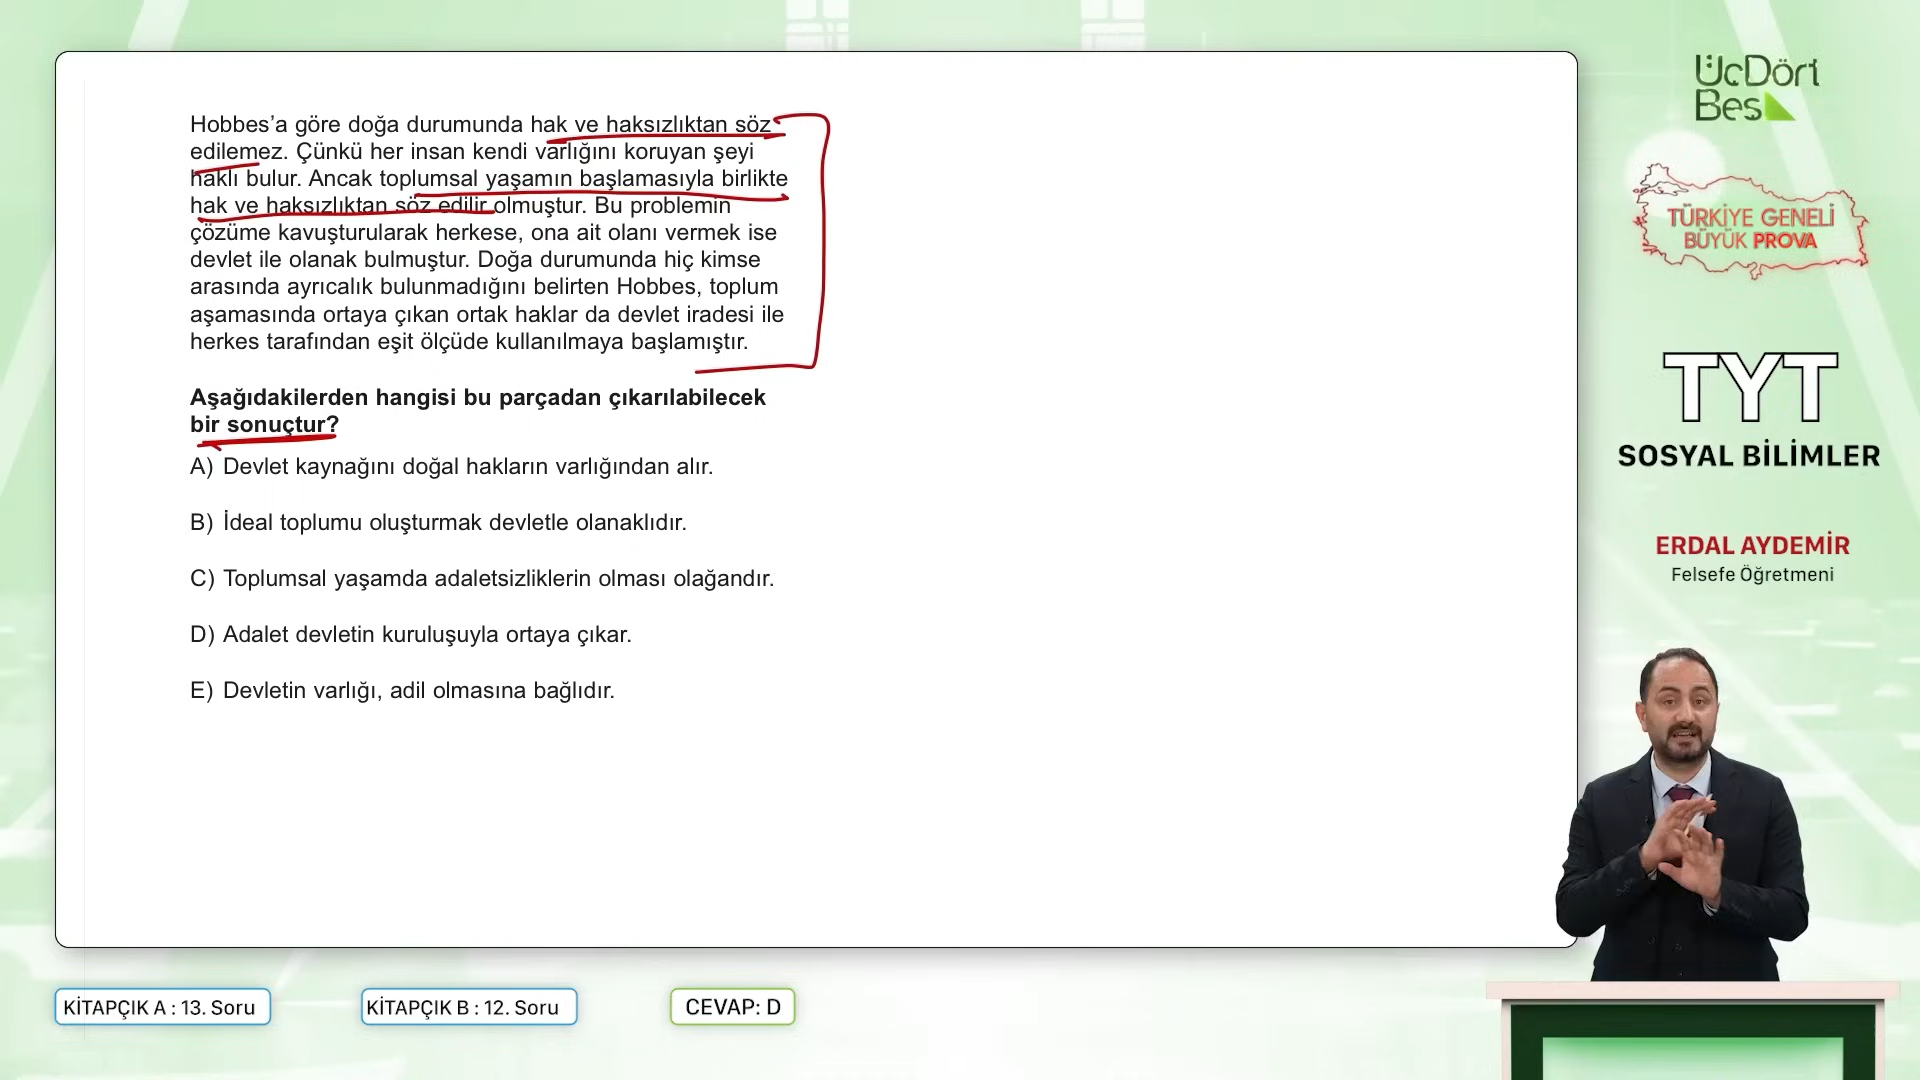 Hobbes’a göre doğa durumunda hak ve haksızlıktan söz
edilemez. Çünkü her insan kendi varlığını koruyan şeyi
haklı bulur. Ancak toplumsal yaşamın başlamasıyla birlikte
hak ve haksızlıktan söz edilir olmuştur. Bu problemin
çözüme kavuşturularak herkese, ona ait olanı vermek ise
devlet ile olanak bulmuştur. Doğa durumunda hiç kimse
arasında ayrıcalık bulunmadığını belirten Hobbes, toplum
aşamasında ortaya çıkan ortak haklar da devlet iradesi ile
herkes tarafından eşit ölçüde kullanılmaya başlamıştır.
Aşağıdakilerden hangisi bu parçadan çıkarılabilecek
bir sonuçtur?
A) Devlet kaynağını doğal hakların varlığından alır.
B) İdeal toplumu oluşturmak devletle olanaklıdır.
C) Toplumsal yaşamda adaletsizliklerin olması olağandır.
D) Adalet devletin kuruluşuyla ortaya çıkar.
E) Devletin varlığı, adil olmasına bağlıdır.
ÜçDört
Beş
TÜRKİYE GENELİ
BÜYÜK PROVA
TYT
SOSYAL BİLİMLER
ERDAL AYDEMİR
Felsefe Öğretmeni
KİTAPÇIK A : 13. Soru
KİTAPÇIK B : 12. Soru
CEVAP: D